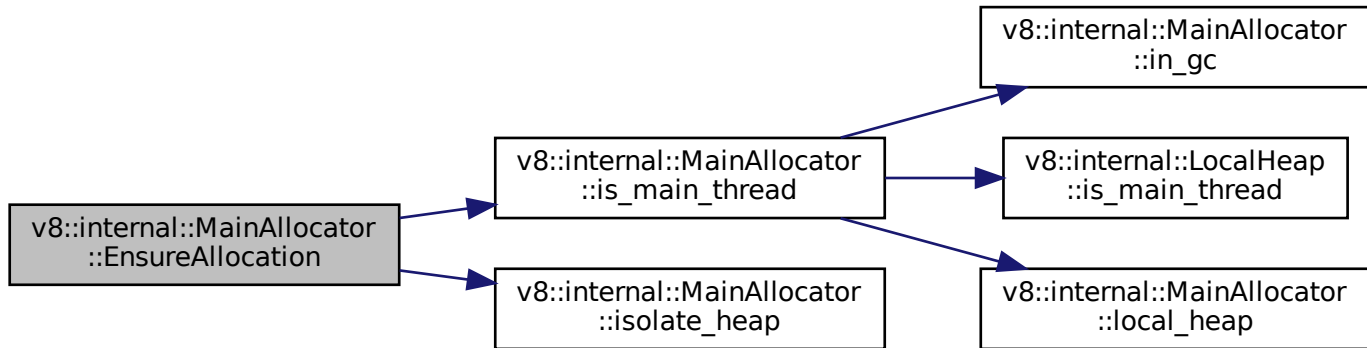 v8::internal::MainAllocator
::EnsureAllocation
v8::internal::MainAllocator
::is_main_thread
v8::internal::MainAllocator
::isolate_heap
v8::internal::MainAllocator
::in_gc
v8::internal::LocalHeap
::is_main_thread
v8::internal::MainAllocator
::local_heap